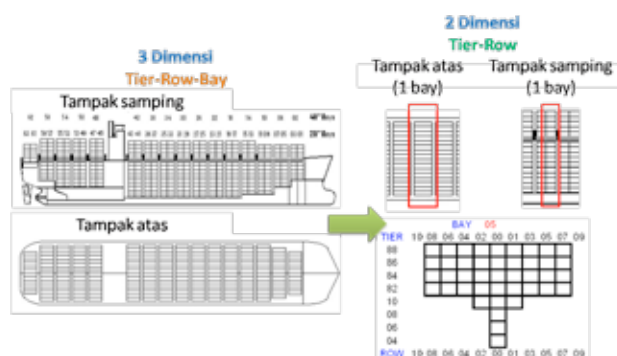 3 Dimensi
Tier-Row-Bay
Tampak samping
Tampak atas
2 Dimensi
Tier-Row
Tampak atas
(1 bay)
Tampak samping
(1 bay)
BAY 05
TIER 10 08 06 04 02 00 01 03 05 07 09
88
86
84
82
10
08
06
04
ROW 10 08 06 04 02 00 01 03 05 07 09